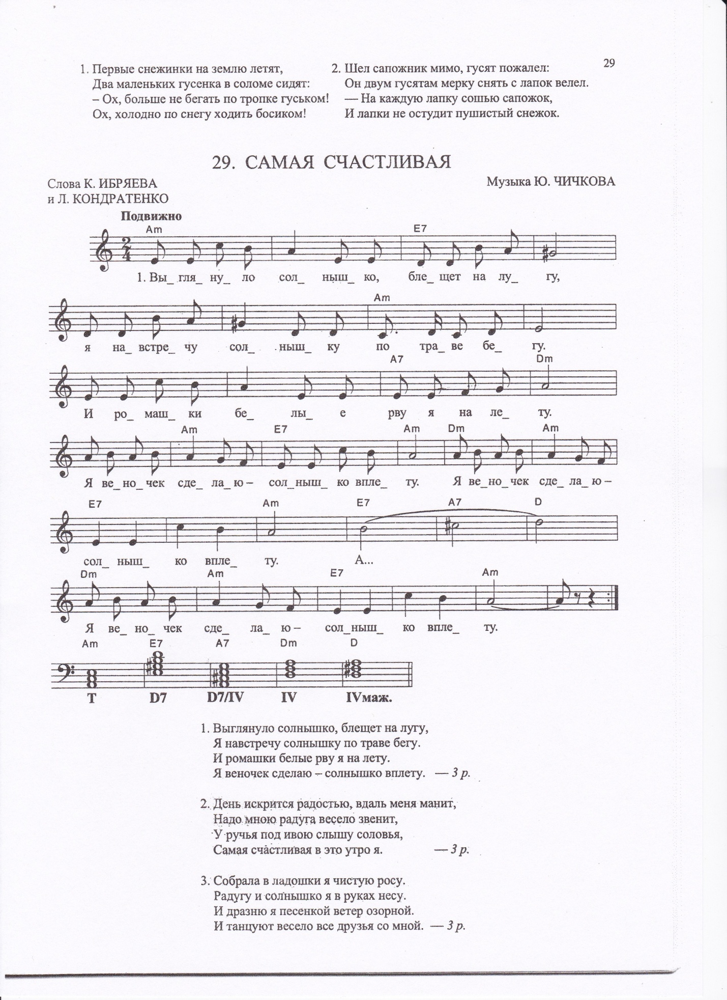 29
1. Первые снежинки на землю летят,
Два маленьких гусенка в соломе сидят:
– Ох, больше не бегать по тропке гуськом!
Ох, холодно по снегу ходить босиком!
2. Шел сапожник мимо, гусят пожалел:
Он двум гусятам мерку снять с лапок велел.
— На каждую лапку сошью сапожок,
И лапки не остудит пушистый снежок.
29. САМАЯ СЧАСТЛИВАЯ
Слова К. ИБРЯЕВА
и Л. КОНДРАТЕНКО
Музыка Ю. ЧИЧКОВА
Подвижно
Am E7
2
4
1. Вы_ гля_ ну_ ло сол_ ныш_ ко, бле_ щет на лу_ гу,
Am
я на_ встре_ чу сол_ ныш_ ку по тра_ ве бе_ гу.
A7 Dm
И ро_ маш_ ки бе_ лы_ е рву я на ле_ ту.
Am E7 Am Dm Am
Я ве_ но_ чек сде_ ла_ ю – сол_ ныш_ ко впле_ ту. Я ве_ но_ чек сде_ ла_ ю –
E7 Am E7 A7 D
сол_ ныш_ ко впле_ ту. А...
Dm Am E7 Am
Я ве_ но_ чек сде_ ла_ ю – сол_ ныш_ ко впле_ ту.
Am E7 A7 Dm D
T D7 D7/IV IV IVмаж.
1. Выглянуло солнышко, блещет на лугу,
Я навстречу солнышку по траве бегу.
И ромашки белые рву я на лету.
Я веночек сделаю – солнышко вплету. — 3 р.
2. День искрится радостью, вдаль меня манит,
Надо мною радуга весело звенит,
У ручья под ивою слышу соловья,
Самая счастливая в это утро я. — 3 р.
3. Собрала в ладошки я чистую росу.
Радугу и солнышко я в руках несу.
И дразню я песенкой ветер озорной.
И танцуют весело все друзья со мной. — 3 р.